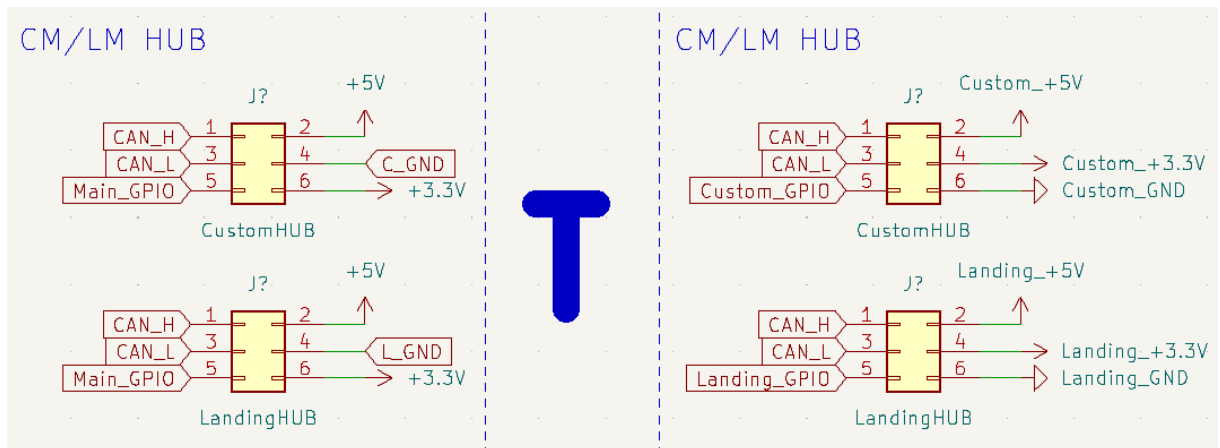 CM/LM HUB
+5V
J?
CAN_H 1 2
CAN_L 3 4 C_GND
Main_GPIO 5 6 +3.3V
CustomHUB
+5V
J?
CAN_H 1 2
CAN_L 3 4 L_GND
Main_GPIO 5 6 +3.3V
LandingHUB
T
CM/LM HUB
Custom_+5V
J?
CAN_H 1 2
CAN_L 3 4 Custom_+3.3V
Custom_GPIO 5 6 Custom_GND
CustomHUB
Landing_+5V
J?
CAN_H 1 2
CAN_L 3 4 Landing_+3.3V
Landing_GPIO 5 6 Landing_GND
LandingHUB